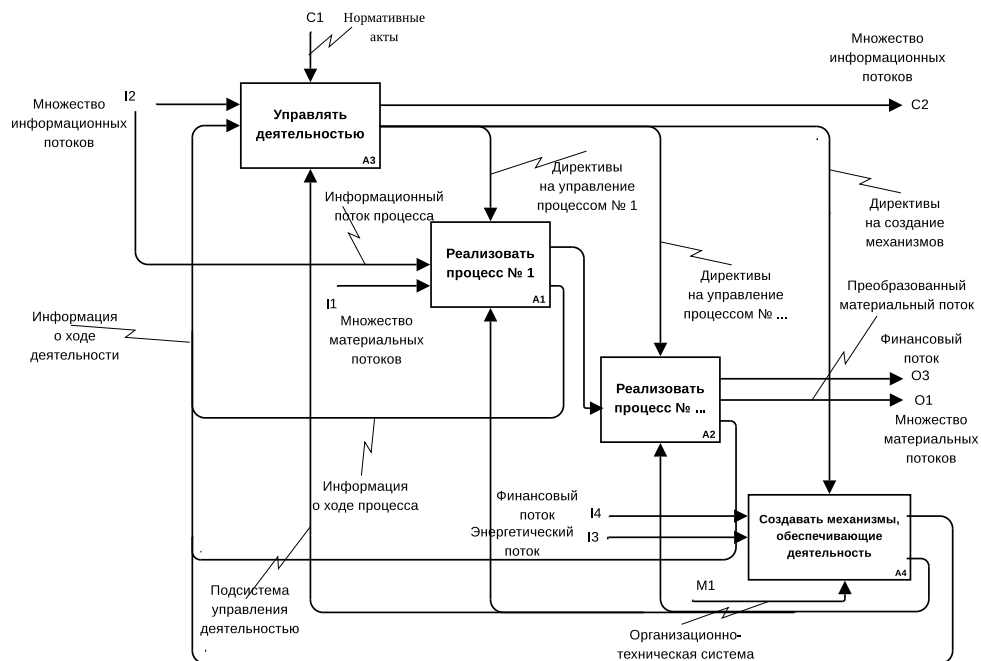 C1
Нормативные
акты
Множество
информационных
потоков
I2
Множество
информационных
потоков
C2
Управлять
деятельностью
A3
Директивы
на управление
процессом № 1
Информационный
поток процесса
Директивы
на создание
механизмов
Реализовать
процесс № 1
A1
I1
Множество
материальных
потоков
Директивы
на управление
процессом № ...
Преобразованный
материальный поток
Информация
о ходе
деятельности
Финансовый
поток
O3
O1
Множество
материальных
потоков
Реализовать
процесс № ...
A2
Информация
о ходе процесса
Финансовый
поток
I4
Энергетический
поток
I3
Создавать механизмы,
обеспечивающие
деятельность
A4
M1
Подсистема
управления
деятельностью
Организационно-
техническая система